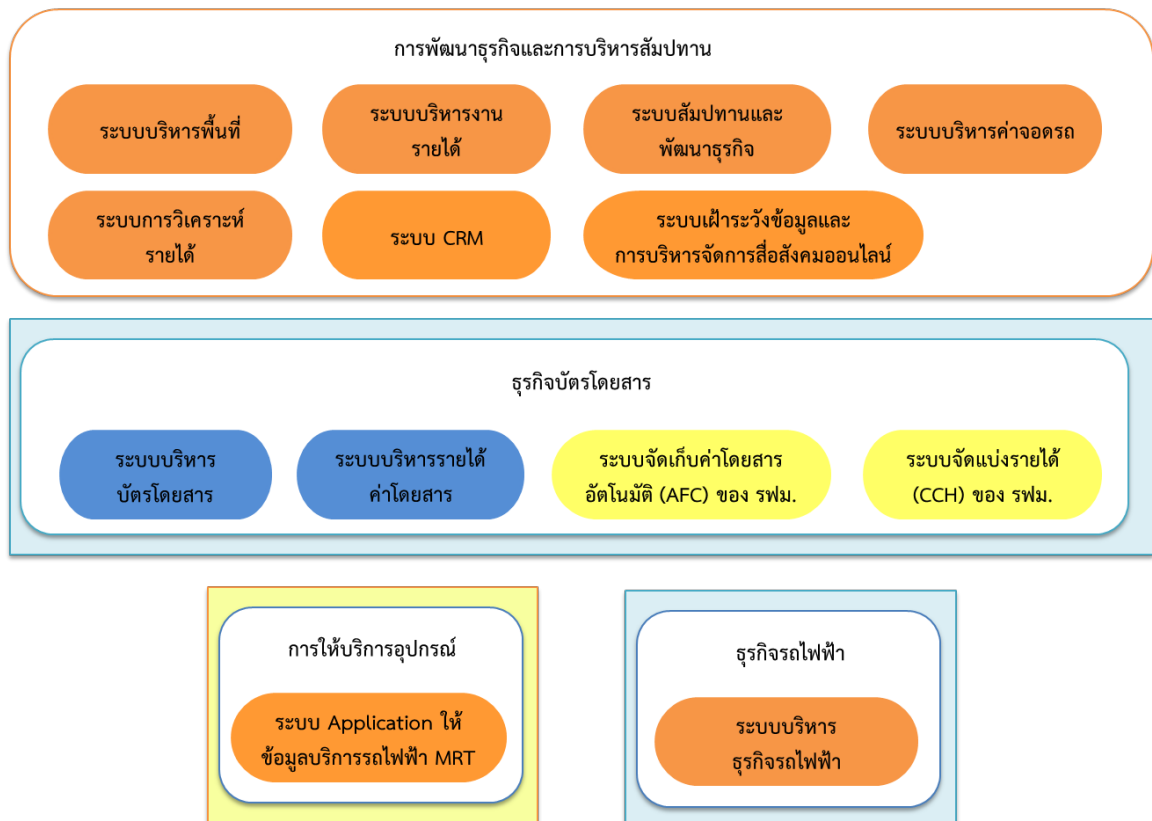 การพัฒนาธุรกิจและการบริหารสัมปทาน
ระบบบริหารพื้นที่
ระบบบริหารงาน
รายได้
ระบบสัมปทานและ
พัฒนาธุรกิจ
ระบบบริหารค่าจอดรถ
ระบบการวิเคราะห์
รายได้
ระบบ CRM
ระบบเฝ้าระวังข้อมูลและ
การบริหารจัดการสื่อสังคมออนไลน์
ธุรกิจบัตรโดยสาร
ระบบบริหาร
บัตรโดยสาร
ระบบบริหารรายได้
ค่าโดยสาร
ระบบจัดเก็บค่าโดยสาร
อัตโนมัติ (AFC) ของ รฟม.
ระบบจัดแบ่งรายได้
(CCH) ของ รฟม.
การให้บริการอุปกรณ์
ระบบ Application ให้
ข้อมูลบริการรถไฟฟ้า MRT
ธุรกิจรถไฟฟ้า
ระบบบริหาร
ธุรกิจรถไฟฟ้า